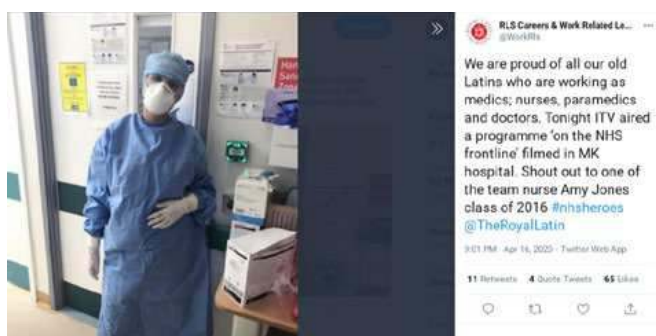 RLS Careers & Work Related Le...
@WorkRls
We are proud of all our old
Latins who are working as
medics; nurses, paramedics
and doctors. Tonight ITV aired
a programme 'on the NHS
frontline' filmed in MK
hospital. Shout out to one of
the team nurse Amy Jones
class of 2016 #nhsheroes
@TheRoyalLatin
9:01 PM · Apr 16, 2020 · Twitter Web App
11 Retweets 4 Quote Tweets 65 Likes